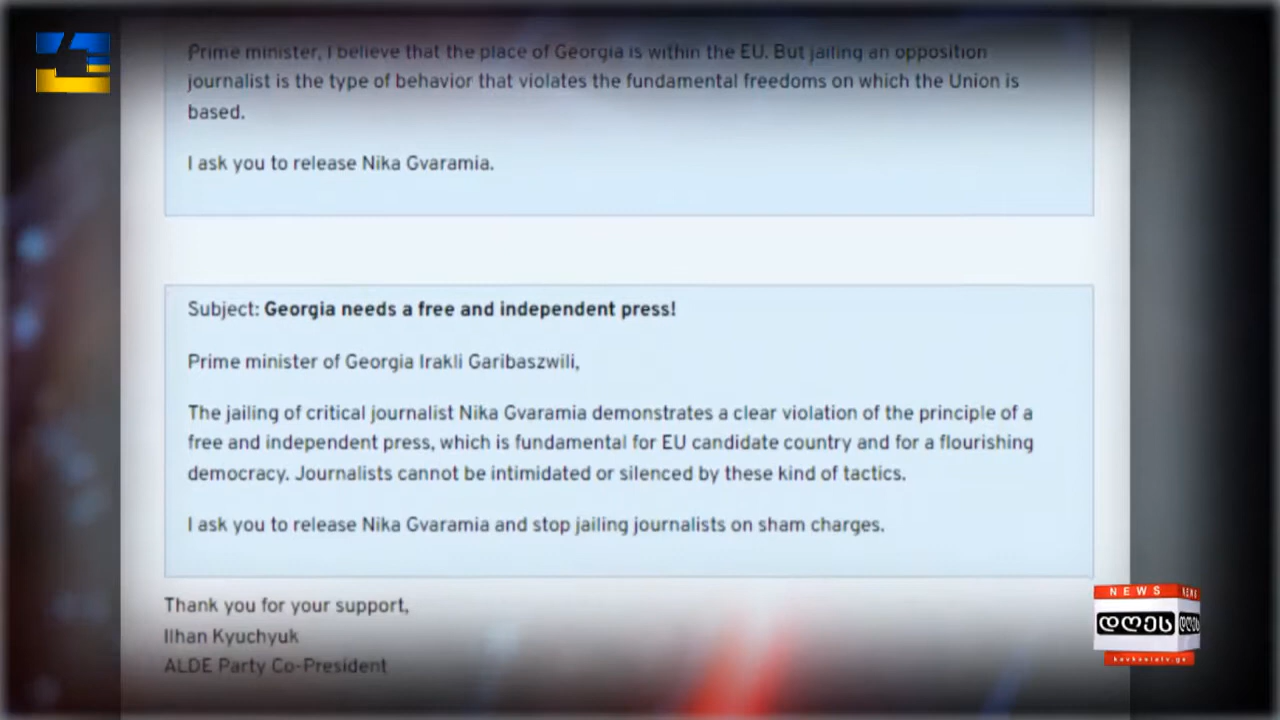 Prime minister, I believe that the place of Georgia is within the EU. But jailing an opposition
journalist is the type of behavior that violates the fundamental freedoms on which the Union is
based.
I ask you to release Nika Gvaramia.
Subject: Georgia needs a free and independent press!
Prime minister of Georgia Irakli Garibaszwili,
The jailing of critical journalist Nika Gvaramia demonstrates a clear violation of the principle of a
free and independent press, which is fundamental for EU candidate country and for a flourishing
democracy. Journalists cannot be intimidated or silenced by these kind of tactics.
I ask you to release Nika Gvaramia and stop jailing journalists on sham charges.
Thank you for your support,
Ilhan Kyuchyuk
ALDE Party Co-President
NEWS NEWS
დღეს დღეს
kavkasiatv.ge